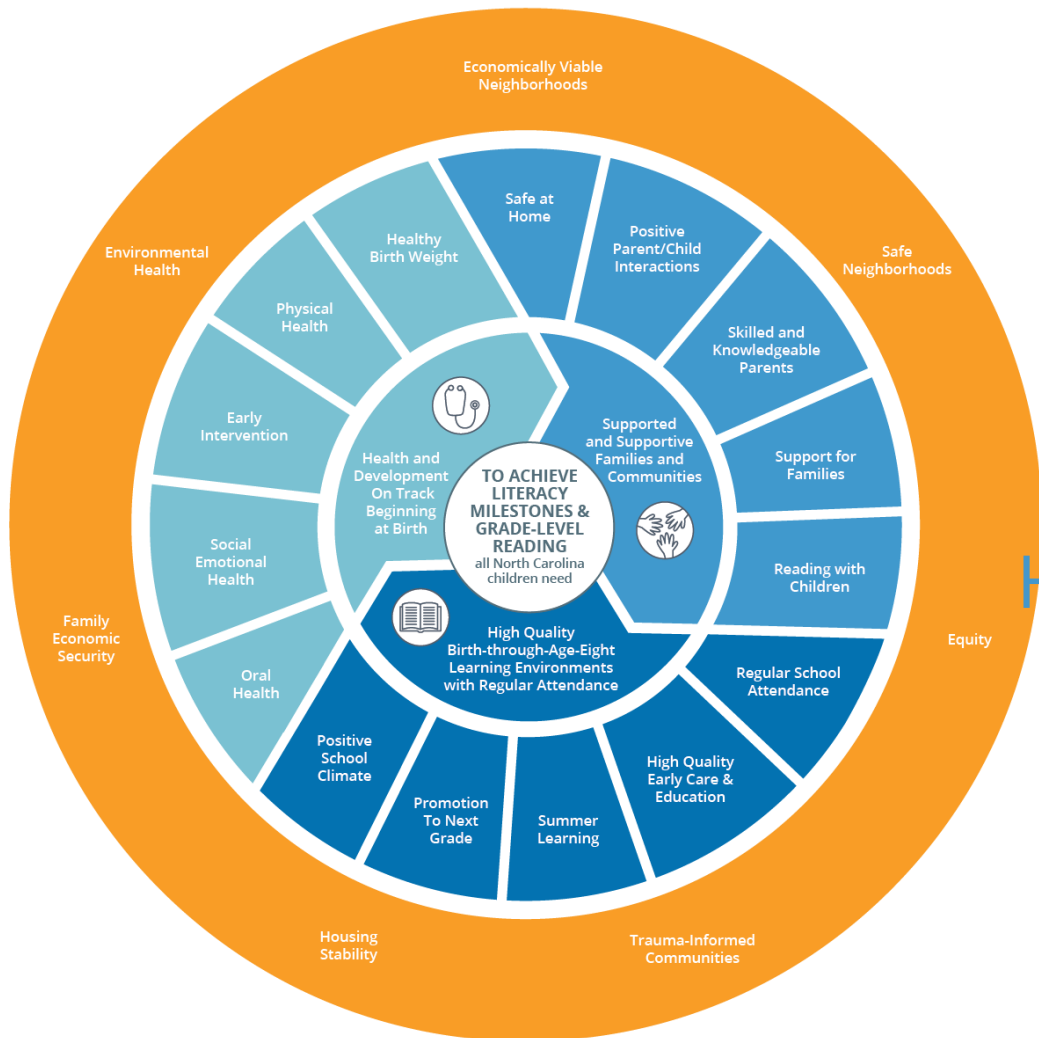 Economically Viable
Neighborhoods
Safe
Neighborhoods
Equity
Trauma-Informed
Communities
Housing
Stability
Family
Economic
Security
Environmental
Health
Safe at
Home
Positive
Parent/Child
Interactions
Skilled and
Knowledgeable
Parents
Support for
Families
Reading with
Children
Regular School
Attendance
High Quality
Early Care &
Education
Summer
Learning
Promotion
To Next
Grade
Positive
School
Climate
Oral
Health
Social
Emotional
Health
Early
Intervention
Physical
Health
Healthy
Birth Weight
Health and
Development
On Track
Beginning
at Birth
Supported
and Supportive
Families and
Communities
High Quality
Birth-through-Age-Eight
Learning Environments
with Regular Attendance
TO ACHIEVE
LITERACY
MILESTONES &
GRADE-LEVEL
READING
all North Carolina
children need